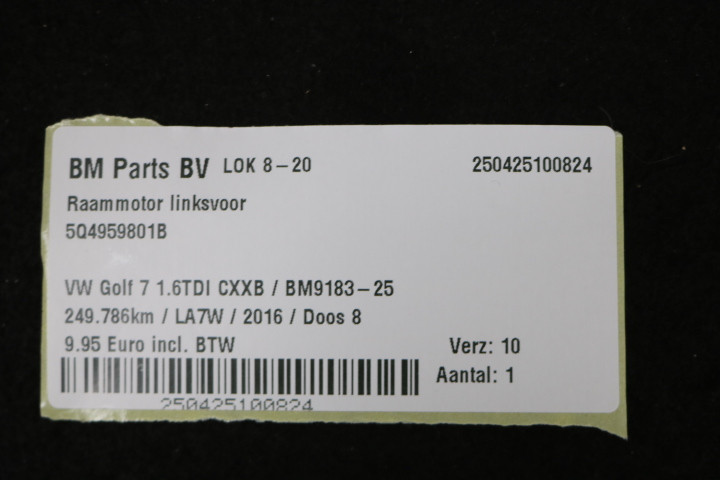 BM Parts BV LOK 8-20 250425100824
Raammotor linksvoor
5Q4959801B
VW Golf 7 1.6TDI CXXB / BM9183-25
249.786km / LA7W / 2016 / Doos 8
9.95 Euro incl. BTW Verz: 10
Aantal: 1
250425100824